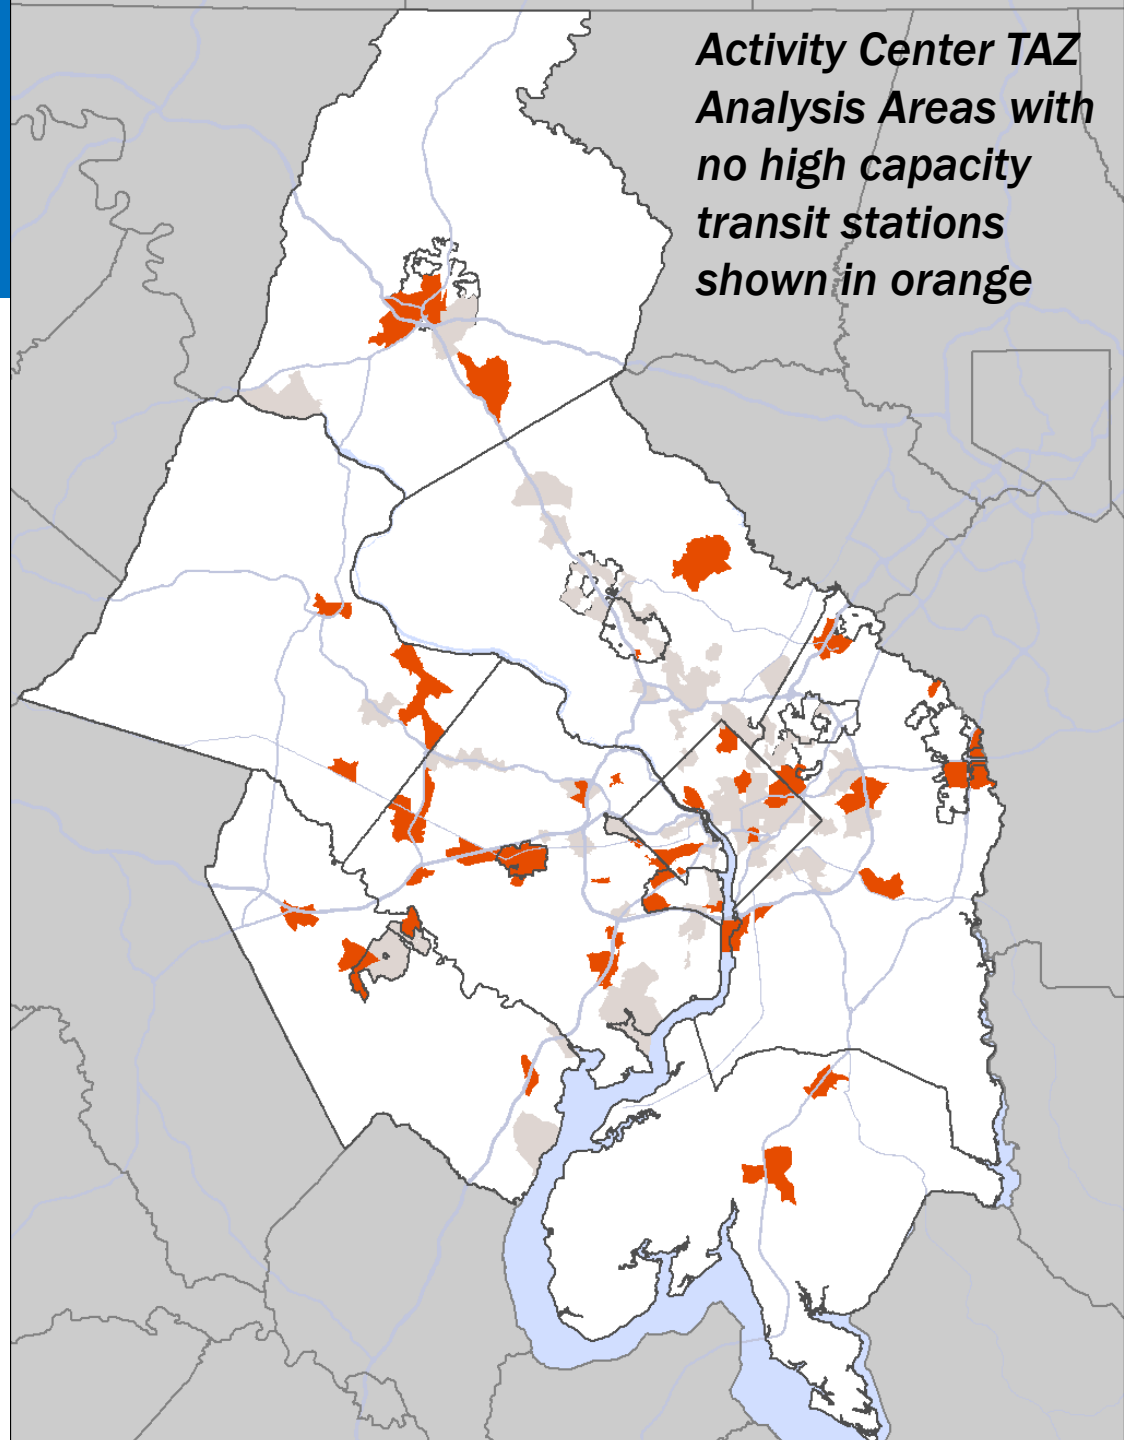 Activity Center TAZ
Analysis Areas with
no high capacity
transit stations
shown in orange